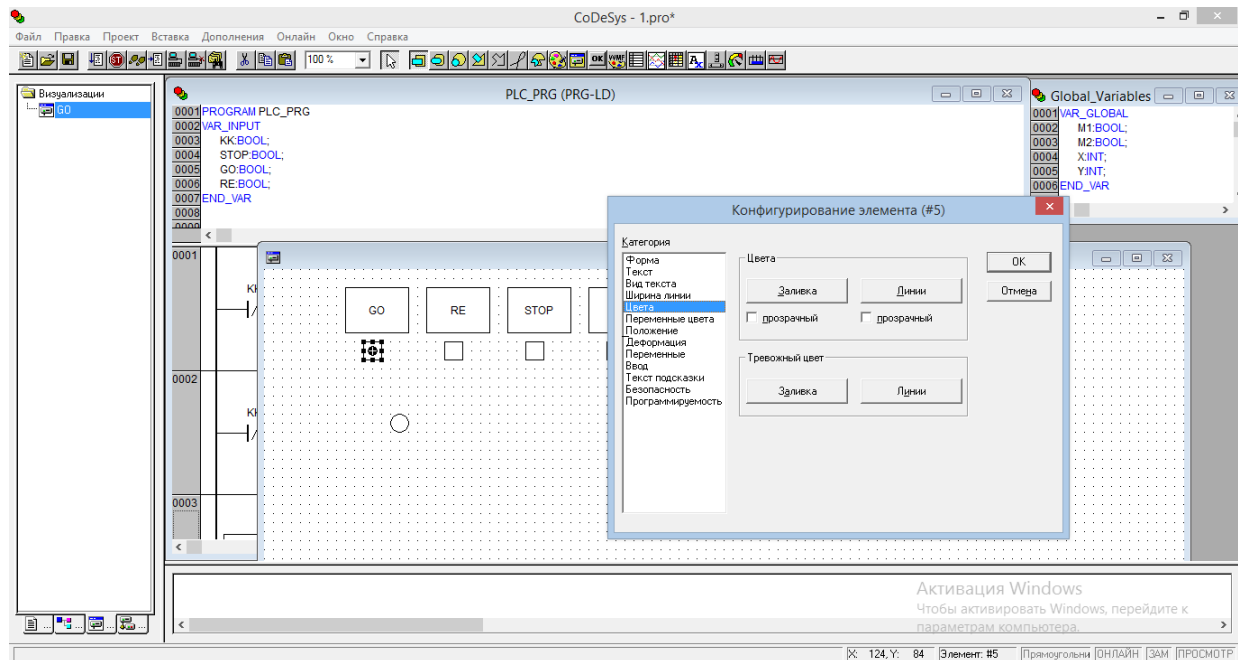 CoDeSys - 1.pro*
Файл Правка Проект Вставка Дополнения Онлайн Окно Справка
100 %
Визуализации
GO
PLC_PRG (PRG-LD)
0001 PROGRAM PLC_PRG
0002 VAR_INPUT
0003 KK:BOOL;
0004 STOP:BOOL;
0005 GO:BOOL;
0006 RE:BOOL;
0007 END_VAR
0008
Global_Variables
0001 VAR_GLOBAL
0002 M1:BOOL;
0003 M2:BOOL;
0004 X:INT;
0005 Y:INT;
0006 END_VAR
0001
0002
0003
GO
RE
STOP
Конфигурирование элемента (#5)
Категория
Форма
Текст
Вид текста
Ширина линии
Цвета
Переменные цвета
Положение
Деформация
Переменные
Ввод
Текст подсказки
Безопасность
Программируемость
Цвета
Заливка Линии
прозрачный прозрачный
Тревожный цвет
Заливка Линии
OK
Отмена
Активация Windows
Чтобы активировать Windows, перейдите к
параметрам компьютера.
X: 124, Y: 84 Элемент: #5 Прямоугольни ОНЛАЙН ЗАМ ПРОСМОТР